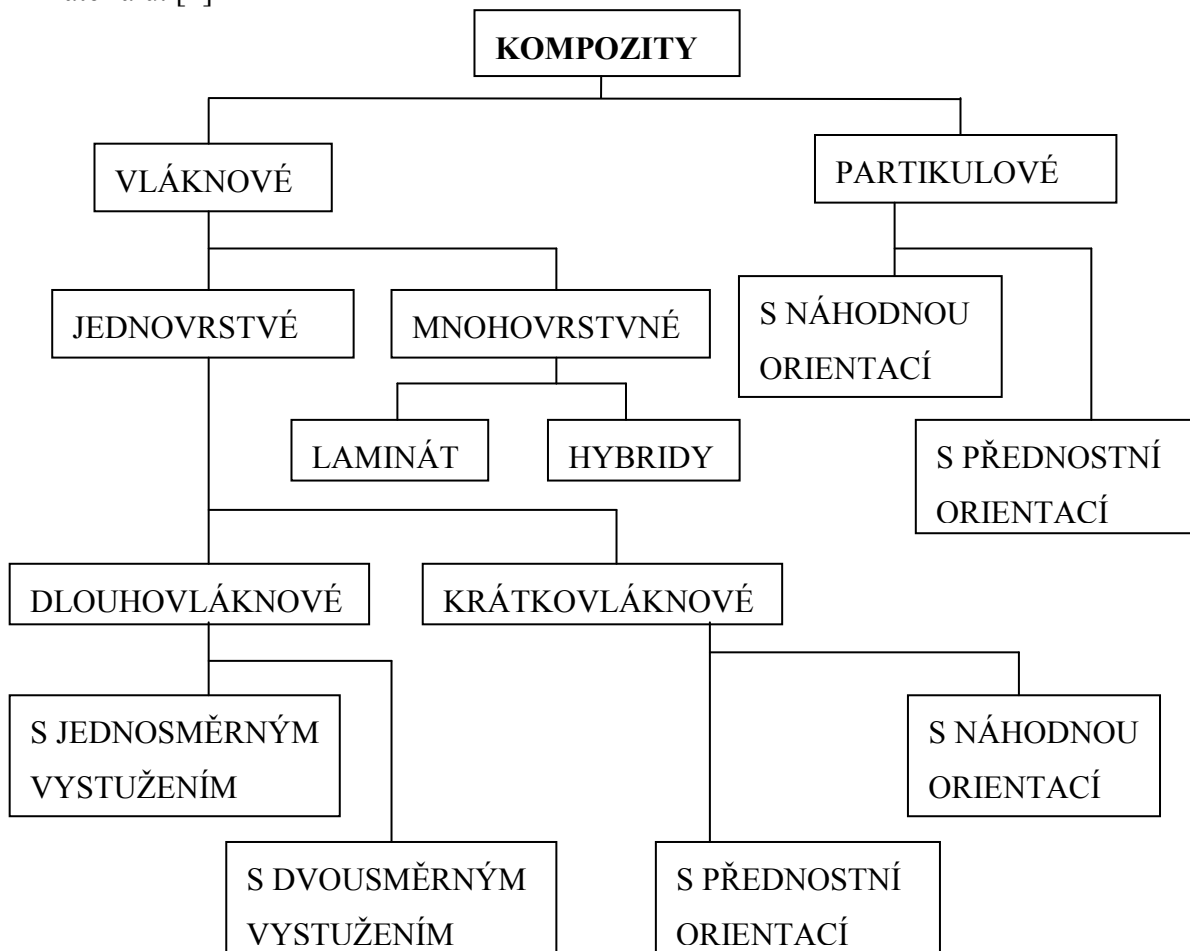 KOMPOZITY
VLÁKNOVÉ
PARTIKULOVÉ
JEDNOVRSTVÉ
MNOHOVRSTVNÉ
S NÁHODNOU
ORIENTACÍ
LAMINÁT
HYBRIDY
S PŘEDNOSTNÍ
ORIENTACÍ
DLOUHOVLÁKNOVÉ
KRÁTKOVLÁKNOVÉ
S JEDNOSMĚRNÝM
VYSTUŽENÍM
S NÁHODNOU
ORIENTACÍ
S DVOUSMĚRNÝM
VYSTUŽENÍM
S PŘEDNOSTNÍ
ORIENTACÍ